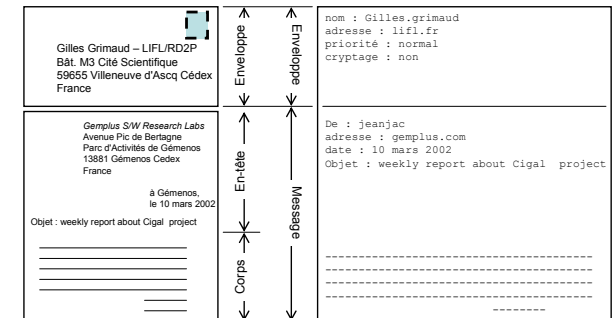 Gilles Grimaud – LIFL/RD2P
Bât. M3 Cité Scientifique
59655 Villeneuve d'Ascq Cédex
France
Gemplus S/W Research Labs
Avenue Pic de Bertagne
Parc d'Activités de Gémenos
13881 Gémenos Cedex
France
à Gémenos,
le 10 mars 2002
Objet : weekly report about Cigal project
Enveloppe
En-tête
Corps
Enveloppe
Message
nom : Gilles.grimaud
adresse : lifl.fr
priorité : normal
cryptage : non
De : jeanjac
adresse : gemplus.com
date : 10 mars 2002
Objet : weekly report about Cigal project